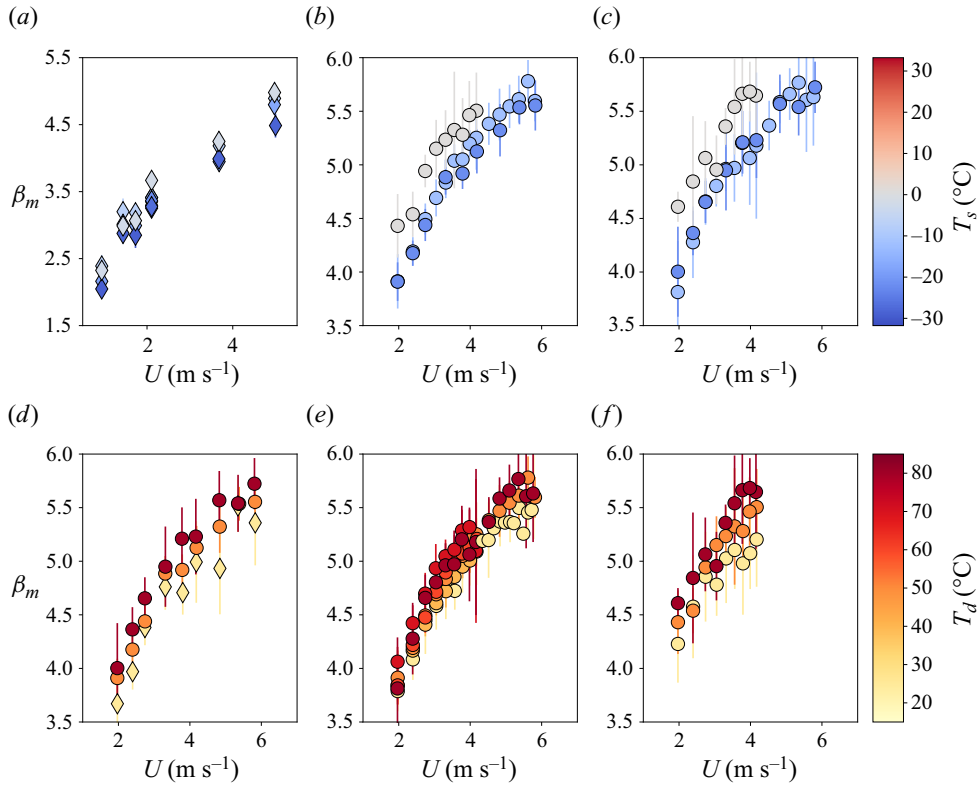 (a) (b) (c)
5.5 6.0 6.0
30
5.5 5.5
4.5
20
5.0 5.0
10
βm 3.5 0 Ts (°C)
4.5 4.5
–10
2.5
4.0 4.0
–20
1.5 3.5 3.5 –30
2 4 2 4 6 2 4 6
U (m s–1) U (m s–1) U (m s–1)
(d) (e) (f)
6.0 6.0 6.0
80
5.5 5.5 5.5
70
60
βm 5.0 5.0 5.0
50 Td (°C)
4.5 4.5 4.5
40
30
4.0 4.0 4.0
20
3.5 3.5 3.5
2 4 6 2 4 6 2 4 6
U (m s–1) U (m s–1) U (m s–1)